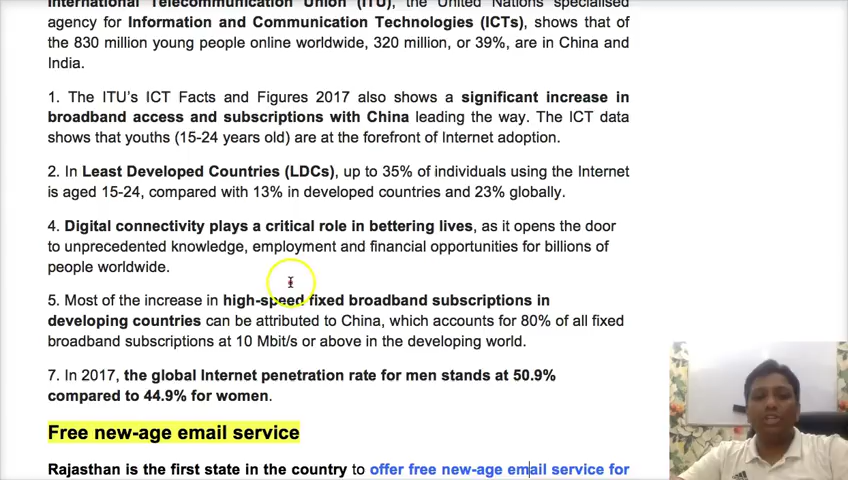 International Telecommunication Union (ITU), the United Nations specialised
agency for Information and Communication Technologies (ICTs), shows that of
the 830 million young people online worldwide, 320 million, or 39%, are in China and
India.
1. The ITU's ICT Facts and Figures 2017 also shows a significant increase in
broadband access and subscriptions with China leading the way. The ICT data
shows that youths (15-24 years old) are at the forefront of Internet adoption.
2. In Least Developed Countries (LDCs), up to 35% of individuals using the Internet
is aged 15-24, compared with 13% in developed countries and 23% globally.
4. Digital connectivity plays a critical role in bettering lives, as it opens the door
to unprecedented knowledge, employment and financial opportunities for billions of
people worldwide.
5. Most of the increase in high-speed fixed broadband subscriptions in
developing countries can be attributed to China, which accounts for 80% of all fixed
broadband subscriptions at 10 Mbit/s or above in the developing world.
7. In 2017, the global Internet penetration rate for men stands at 50.9%
compared to 44.9% for women.
Free new-age email service
Rajasthan is the first state in the country to offer free new-age email service for